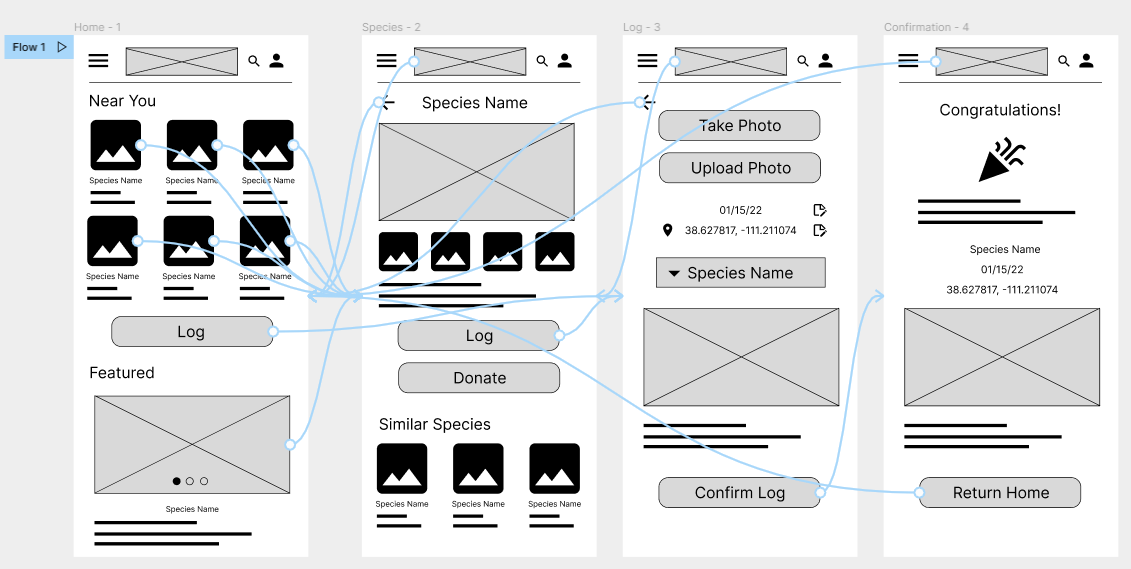 Flow 1
Home - 1
Near You
Species Name
Species Name
Species Name
Species Name
Species Name
Species Name
Log
Featured
Species Name
Species - 2
Species Name
Log
Donate
Similar Species
Species Name
Species Name
Species Name
Log - 3
Take Photo
Upload Photo
01/15/22
38.627817, -111.211074
Species Name
Confirm Log
Confirmation - 4
Congratulations!
Species Name
01/15/22
38.627817, -111.211074
Return Home